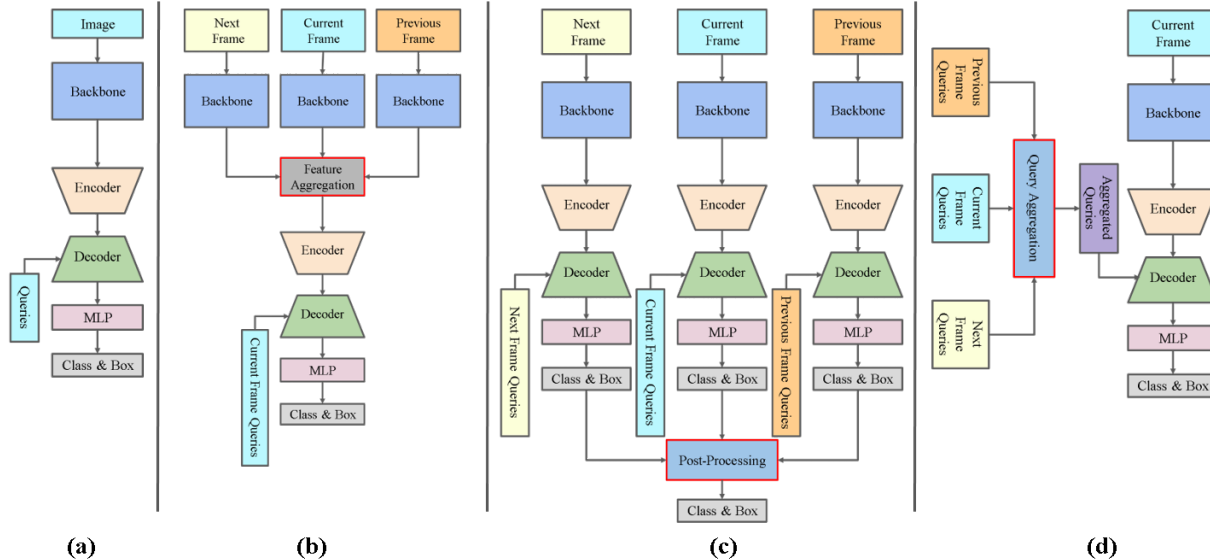 Image
Backbone
Encoder
Decoder
Queries
MLP
Class & Box
(a)
Next
Frame
Current
Frame
Previous
Frame
Backbone
Backbone
Backbone
Feature
Aggregation
Encoder
Decoder
Current Frame Queries
MLP
Class & Box
(b)
Next
Frame
Current
Frame
Previous
Frame
Backbone
Backbone
Backbone
Encoder
Encoder
Encoder
Decoder
Decoder
Decoder
Next Frame Queries
Current Frame Queries
Previous Frame Queries
MLP
MLP
MLP
Class & Box
Class & Box
Class & Box
Post-Processing
Class & Box
(c)
Previous
Frame
Queries
Current
Frame
Queries
Next
Frame
Queries
Query Aggregation
Aggregated
Queries
Current
Frame
Backbone
Encoder
Decoder
MLP
Class & Box
(d)